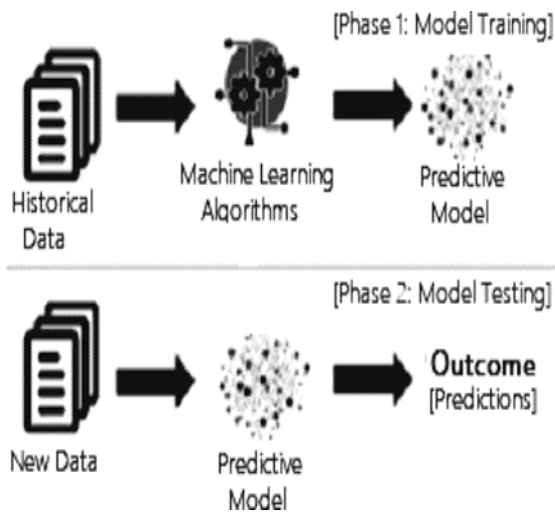 [Phase 1: Model Training]
Historical
Data
Machine Learning
Algorithms
Predictive
Model
[Phase 2: Model Testing]
New Data
Predictive
Model
Outcome
[Predictions]